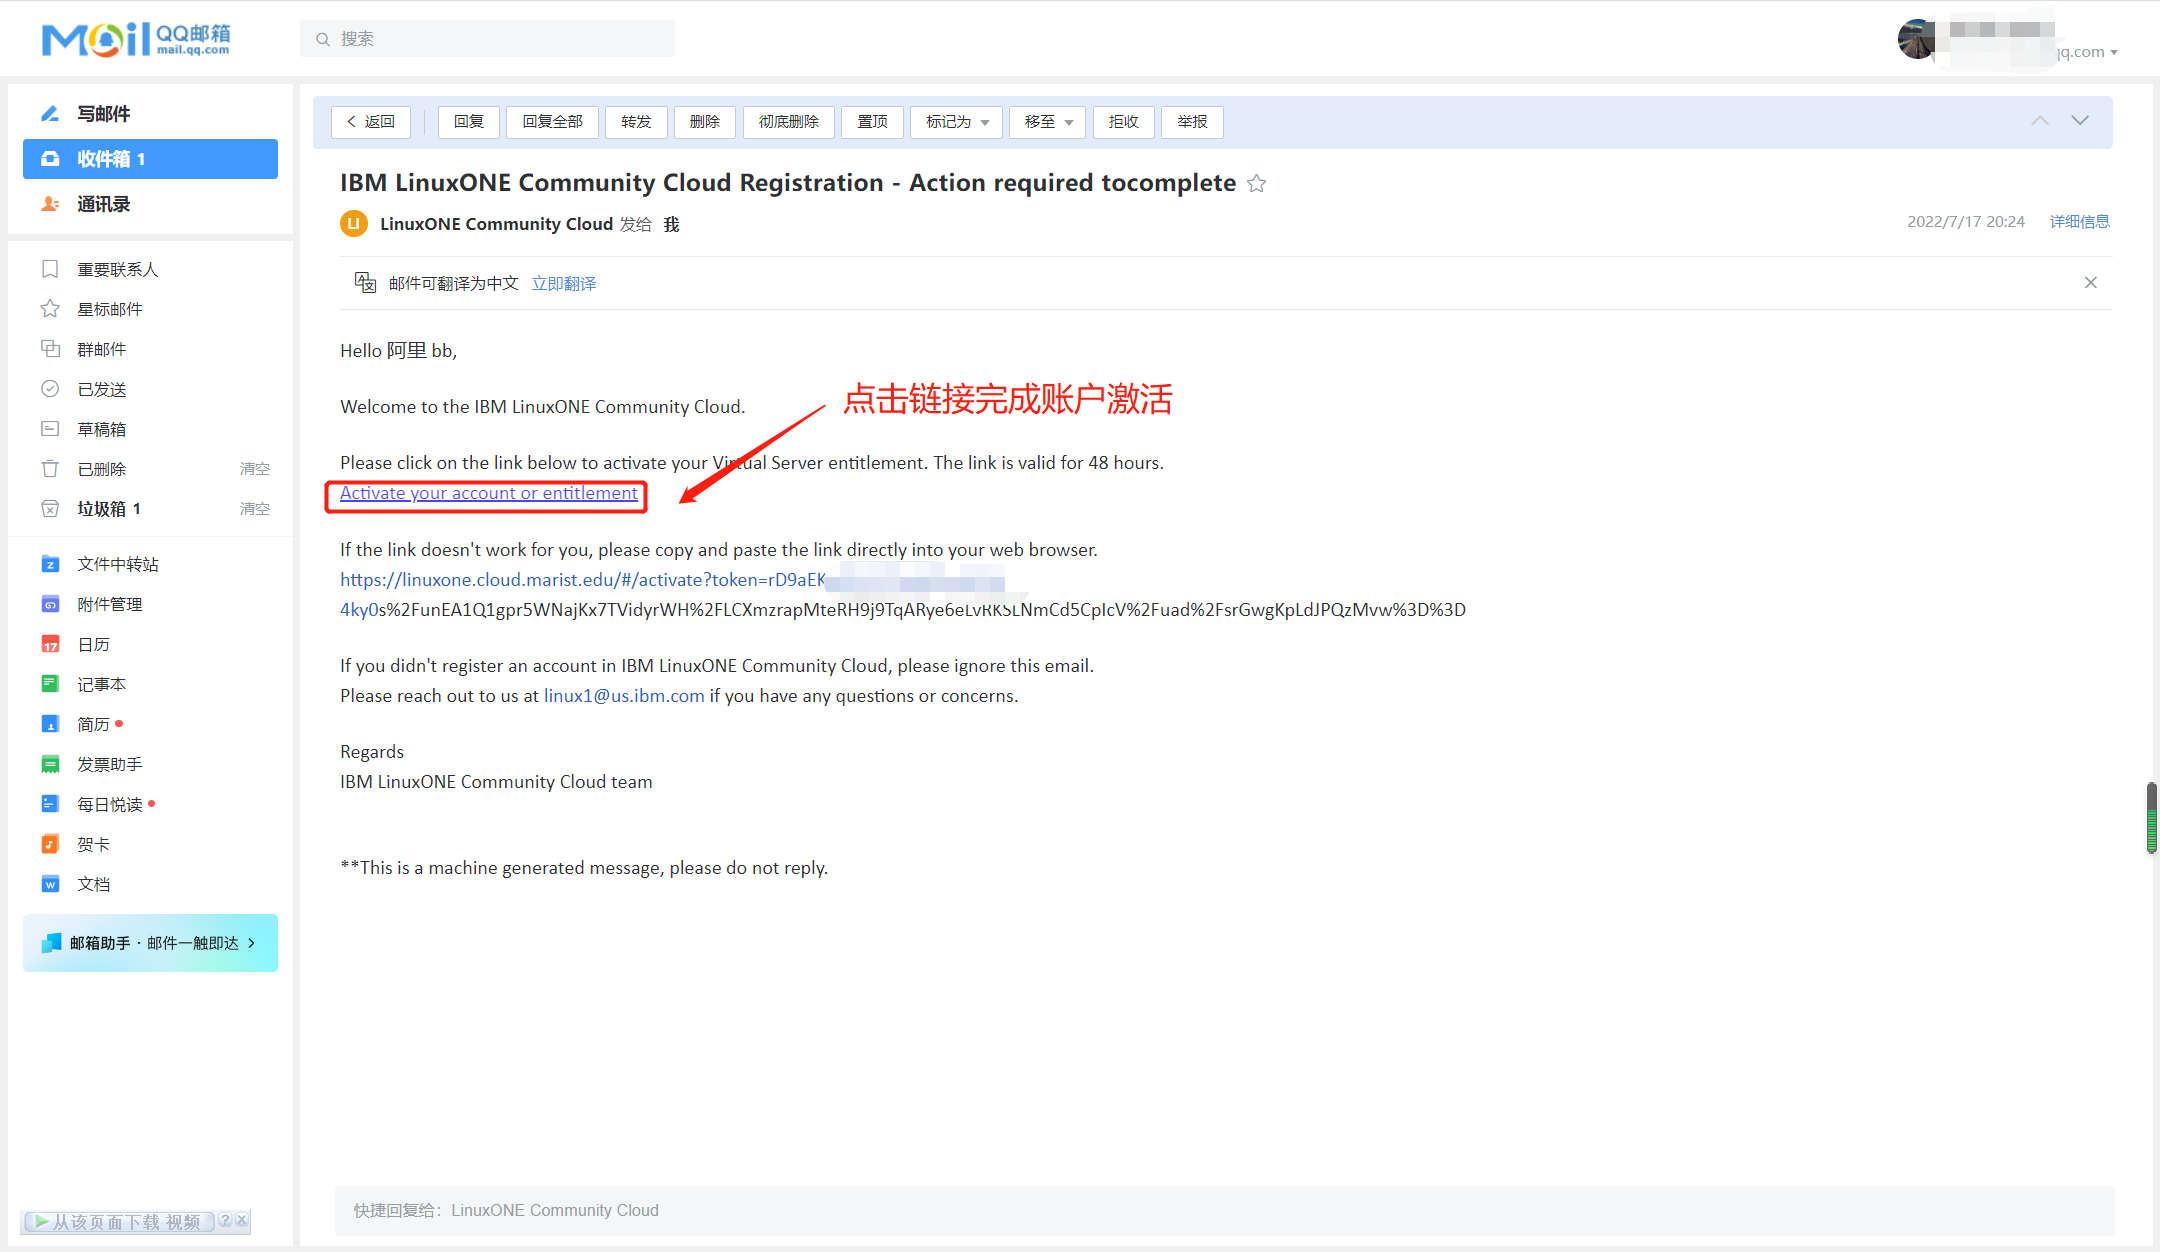 Mail QQ邮箱
mail.qq.com
搜索
qq.com
写邮件
收件箱 1
通讯录
重要联系人
星标邮件
群邮件
已发送
草稿箱
已删除 清空
垃圾箱 1 清空
文件中转站
附件管理
17 日历
记事本
简历
发票助手
每日悦读
贺卡
文档
邮箱助手 · 邮件一触即达
从该页面下载 视频 ? X
返回 回复 回复全部 转发 删除 彻底删除 置顶 标记为 移至 拒收 举报
IBM LinuxONE Community Cloud Registration - Action required tocomplete
LI LinuxONE Community Cloud 发给 我
2022/7/17 20:24 详细信息
邮件可翻译为中文 立即翻译
Hello 阿里 bb,
点击链接完成账户激活
Welcome to the IBM LinuxONE Community Cloud.
Please click on the link below to activate your Virtual Server entitlement. The link is valid for 48 hours.
Activate your account or entitlement
If the link doesn't work for you, please copy and paste the link directly into your web browser.
https://linuxone.cloud.marist.edu/#/activate?token=rD9aEK
4ky0s%2FunEA1Q1gpr5WNajKx7TVidyrWH%2FLCXmzrapMteRH9j9TqARye6eLvRKSLNmCd5CpIcV%2Fuad%2FsrGwgKpLdJPQzMvw%3D%3D
If you didn't register an account in IBM LinuxONE Community Cloud, please ignore this email.
Please reach out to us at linux1@us.ibm.com if you have any questions or concerns.
Regards
IBM LinuxONE Community Cloud team
**This is a machine generated message, please do not reply.
快捷回复给：LinuxONE Community Cloud